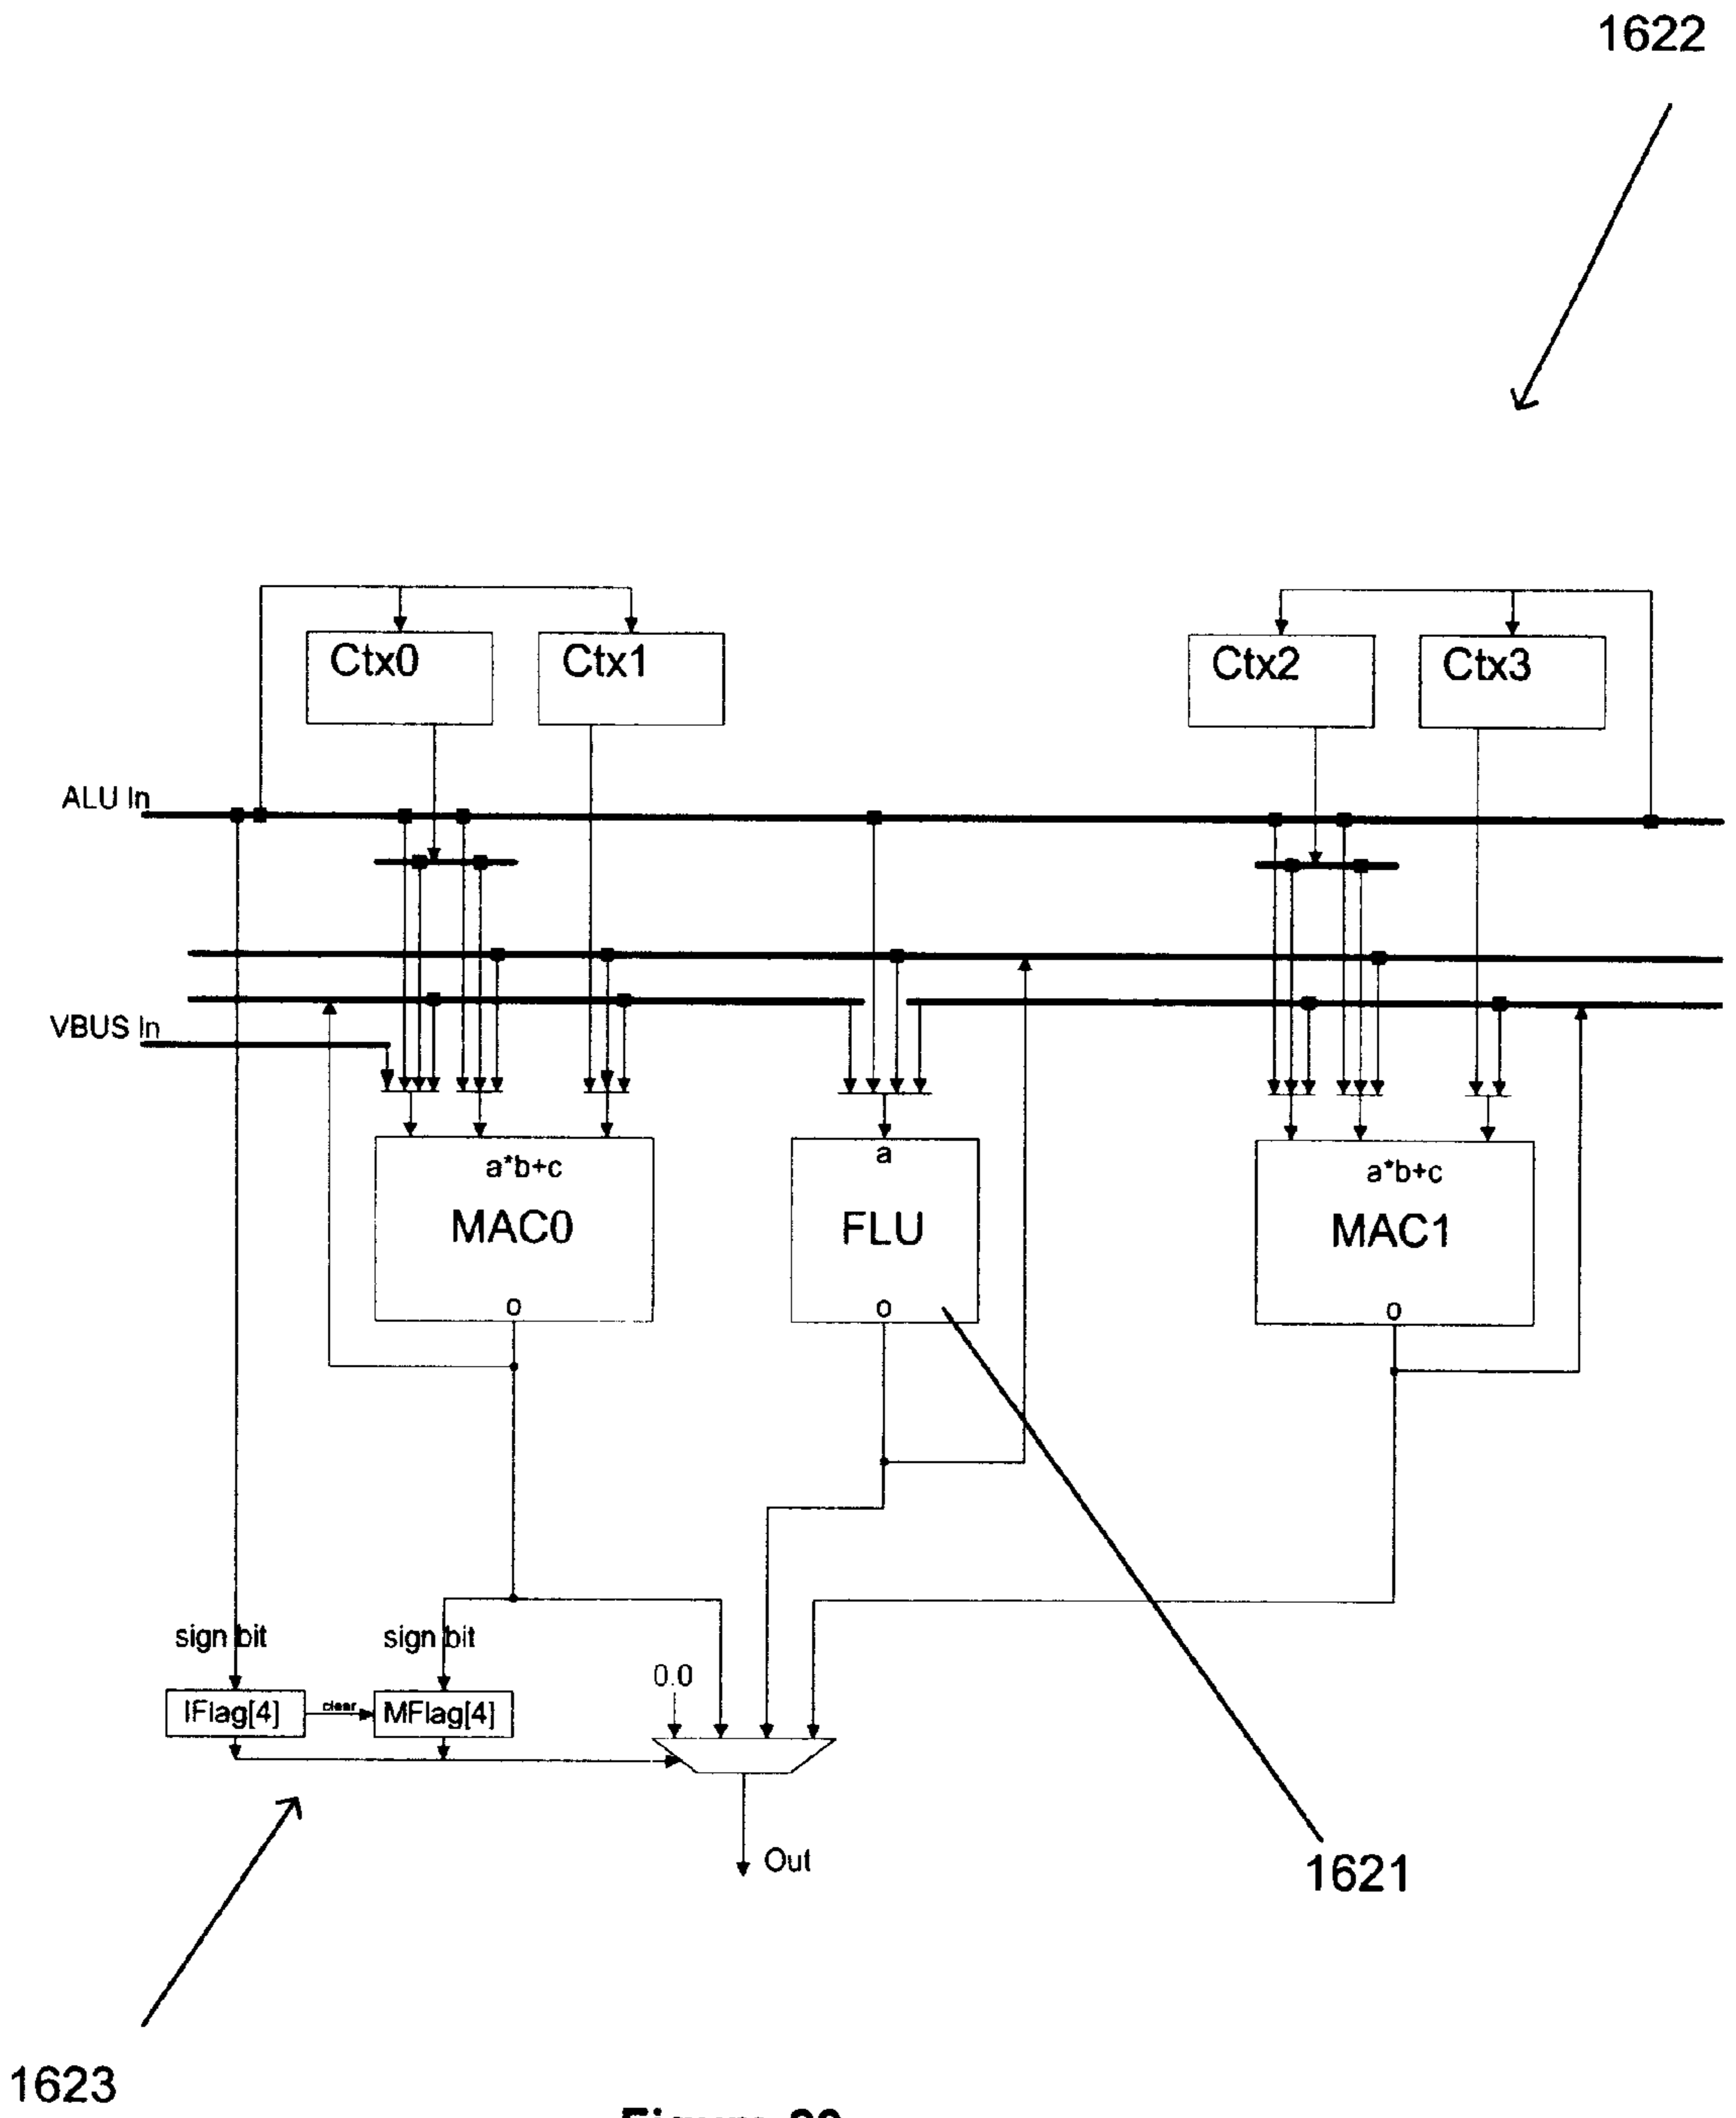 1622
Ctx0
Ctx1
Ctx2
Ctx3
ALU In
VBUS In
a*b+c
MAC0
o
a
FLU
o
a*b+c
MAC1
o
sign bit
sign bit
0.0
IFlag[4]
clear
MFlag[4]
Out
1621
1623